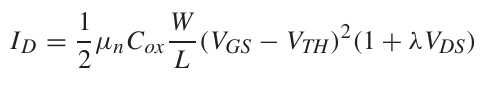 I_D = \frac{1}{2} \mu_n C_{ox} \frac{W}{L} (V_{GS} - V_{TH})^2 (1 + \lambda V_{DS})